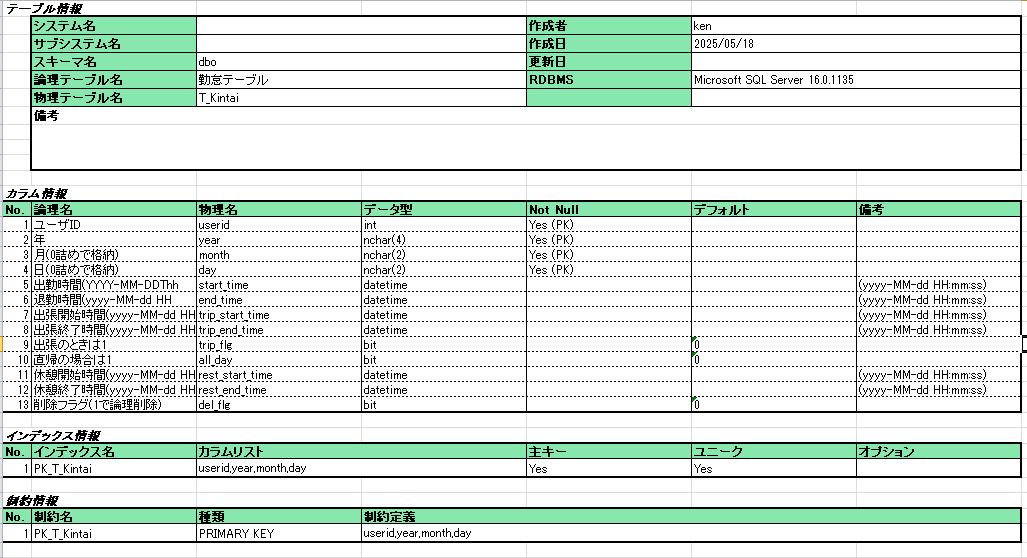 テーブル情報
システム名 作成者 ken
サブシステム名 作成日 2025/05/18
スキーマ名 dbo 更新日
論理テーブル名 勤怠テーブル RDBMS Microsoft SQL Server 16.0.1135
物理テーブル名 T_Kintai
備考
カラム情報
No. 論理名 物理名 データ型 Not Null デフォルト 備考
1 ユーザID userid int Yes (PK)
2 年 year nchar(4) Yes (PK)
3 月(0詰めで格納) month nchar(2) Yes (PK)
4 日(0詰めで格納) day nchar(2) Yes (PK)
5 出勤時間(YYYY-MM-DDThh start_time datetime (yyyy-MM-dd HH:mm:ss)
6 退勤時間(yyyy-MM-dd HH end_time datetime (yyyy-MM-dd HH:mm:ss)
7 出張開始時間(yyyy-MM-dd HH trip_start_time datetime (yyyy-MM-dd HH:mm:ss)
8 出張終了時間(yyyy-MM-dd HH trip_end_time datetime (yyyy-MM-dd HH:mm:ss)
9 出張のときは1 trip_flg bit 0
10 直帰の場合は1 all_day bit 0
11 休憩開始時間(yyyy-MM-dd HH rest_start_time datetime (yyyy-MM-dd HH:mm:ss)
12 休憩終了時間(yyyy-MM-dd HH rest_end_time datetime (yyyy-MM-dd HH:mm:ss)
13 削除フラグ(1で論理削除) del_flg bit 0
インデックス情報
No. インデックス名 カラムリスト 主キー ユニーク オプション
1 PK_T_Kintai userid,year,month,day Yes Yes
制約情報
No. 制約名 種類 制約定義
1 PK_T_Kintai PRIMARY KEY userid,year,month,day